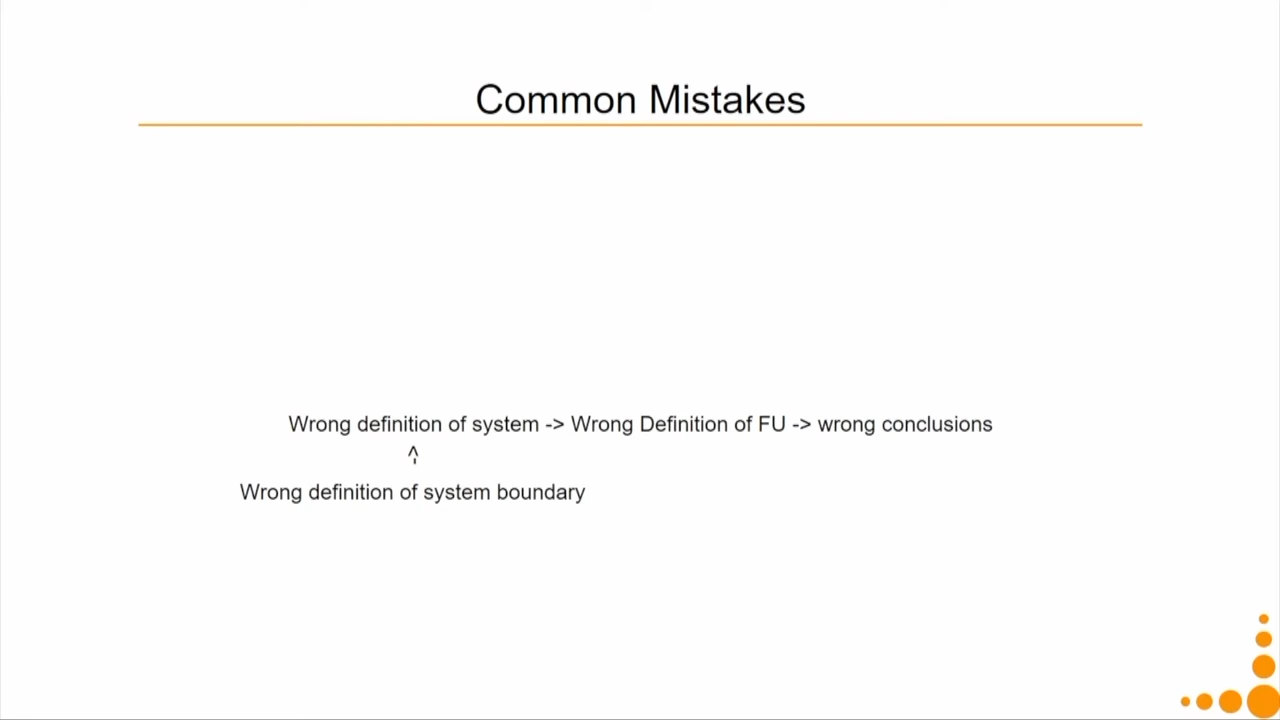 Common Mistakes
Wrong definition of system -> Wrong Definition of FU -> wrong conclusions
^
Wrong definition of system boundary